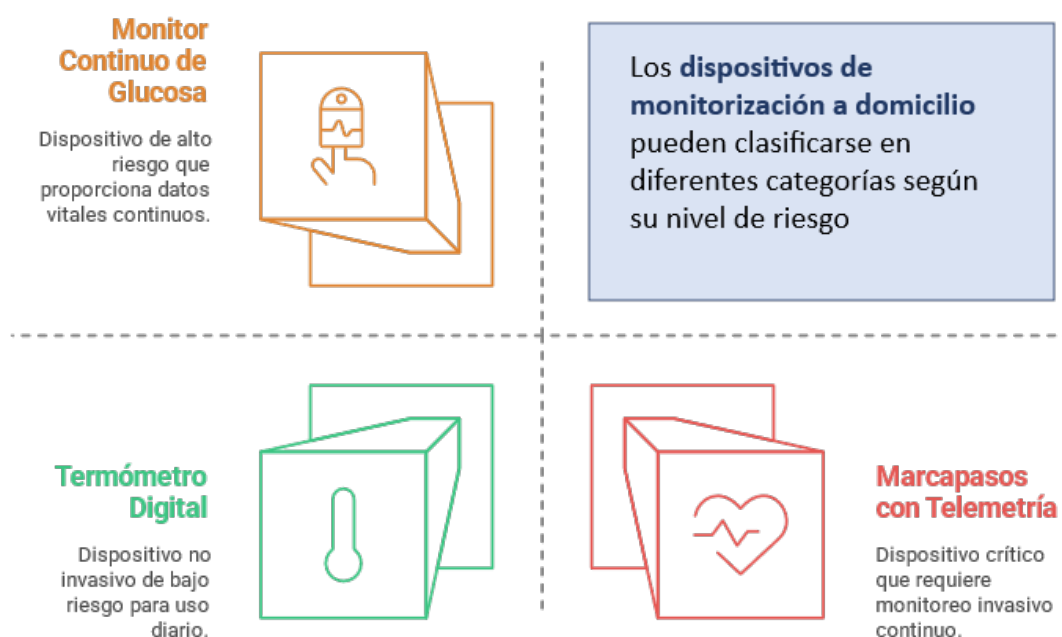 Monitor
Continuo de
Glucosa
Dispositivo de alto
riesgo que
proporciona datos
vitales continuos.
Los dispositivos de
monitorización a domicilio
pueden clasificarse en
diferentes categorías según
su nivel de riesgo
Termómetro
Digital
Dispositivo no
invasivo de bajo
riesgo para uso
diario.
Marcapasos
con Telemetría
Dispositivo crítico
que requiere
monitoreo invasivo
continuo.